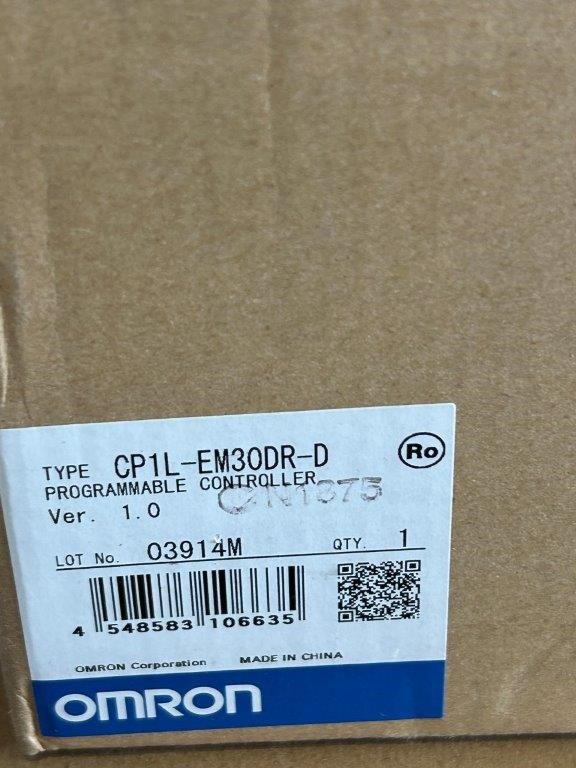 TYPE CP1L-EM30DR-D
Ro
PROGRAMMABLE CONTROLLER
Ver. 1.0
LOT No. 03914M QTY. 1
4 548583 106635
OMRON Corporation MADE IN CHINA
OMRON